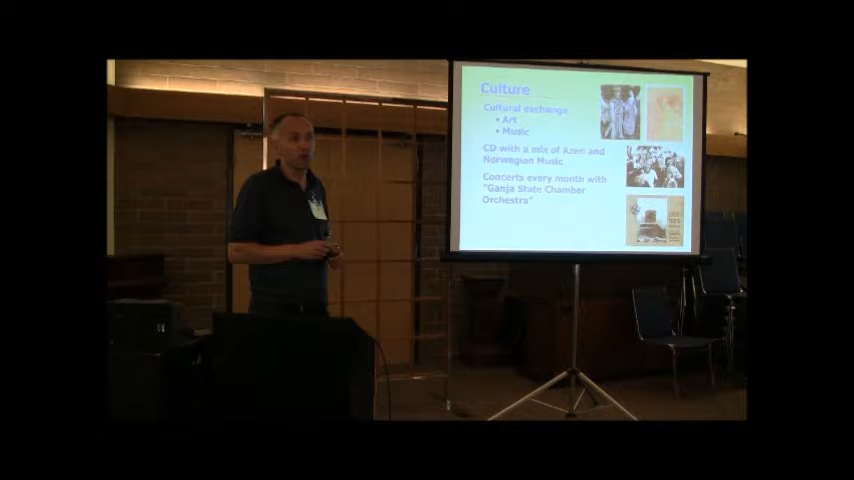 Culture
Cultural exchange
• Art
• Music
CD with a mix of Azeri and
Norwegian Music
Concerts every month with
"Ganja State Chamber
Orchestra"